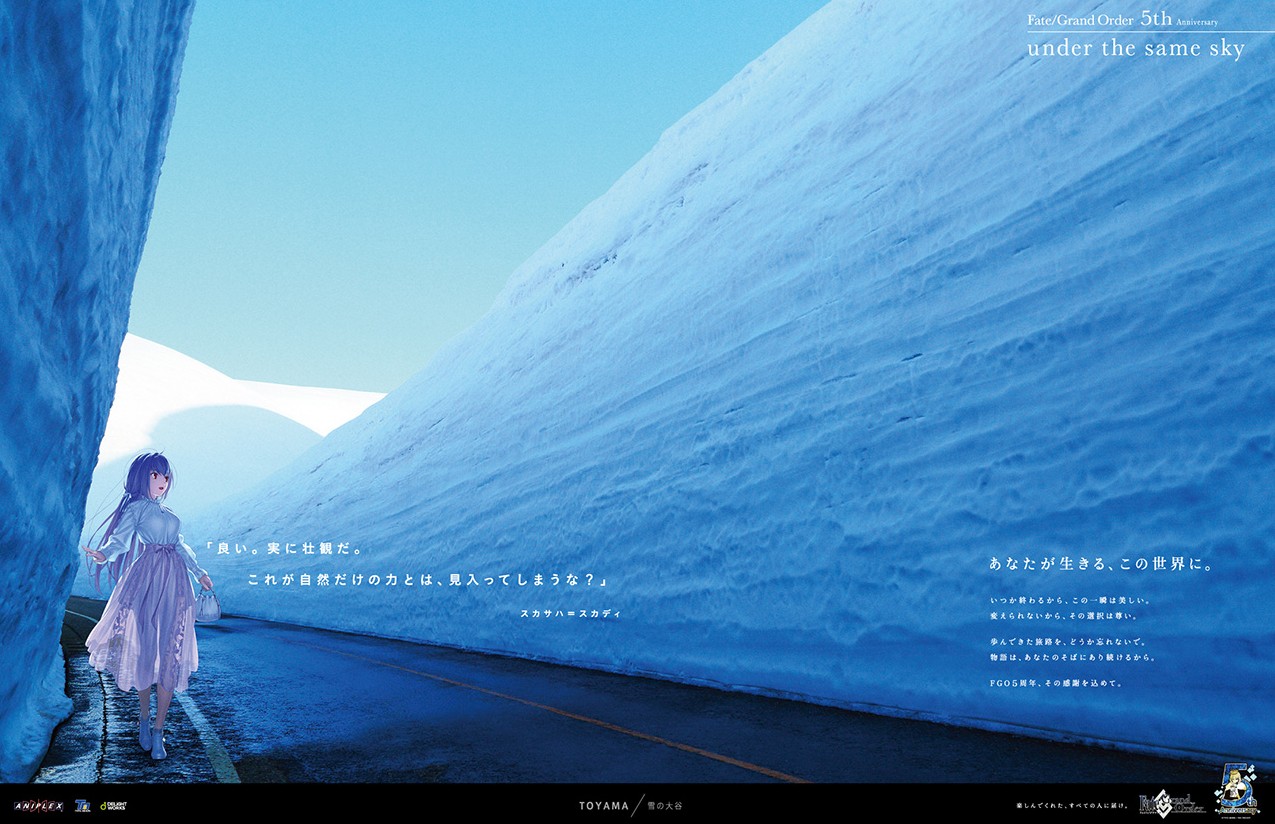 Fate/Grand Order 5th Anniversary
under the same sky
「良い。実に壮観だ。
これが自然だけの力とは、見入ってしまうな?」
スカサハ=スカディ
あなたが生きる、この世界に。
いつか終わるから、この一瞬は美しい。
変えられないから、その選択は尊い。
歩んできた旅路を、どうか忘れないで。
物語は、あなたのそばにあり続けるから。
FGO5周年、その感謝を込めて。
ANIPLEX
DELIGHT WORKS
TOYAMA/雪の大谷
楽しんでくれた、すべての人に届け。
Fate Grand Order
5th Anniversary